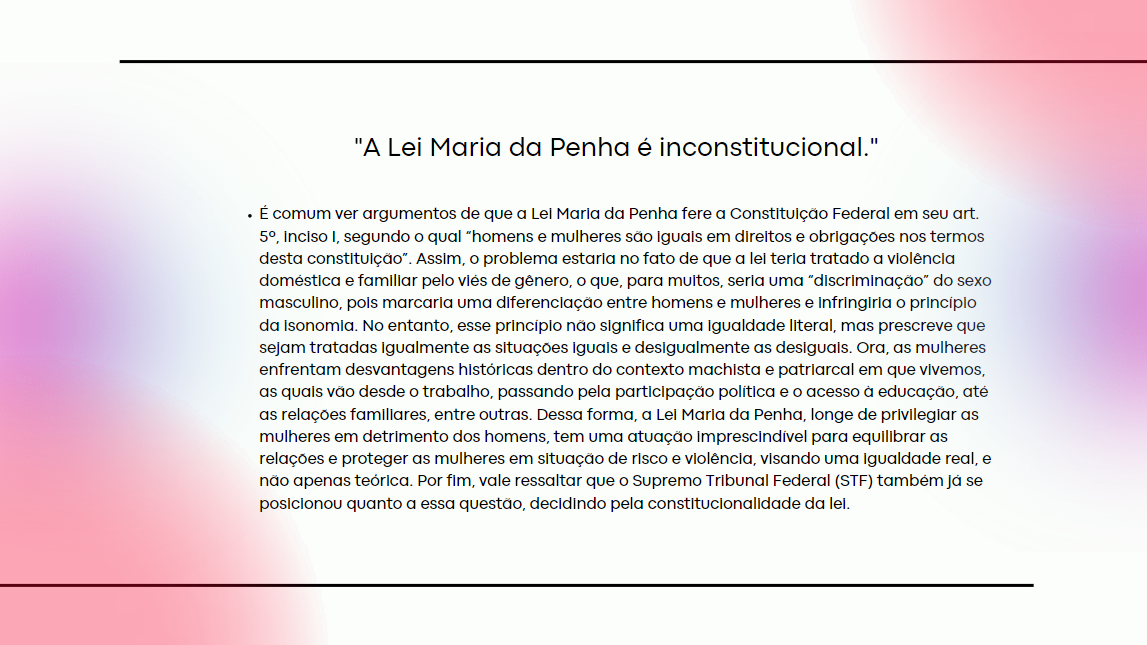 "A Lei Maria da Penha é inconstitucional."
• É comum ver argumentos de que a Lei Maria da Penha fere a Constituição Federal em seu art.
5º, inciso I, segundo o qual “homens e mulheres são iguais em direitos e obrigações nos termos
desta constituição”. Assim, o problema estaria no fato de que a lei teria tratado a violência
doméstica e familiar pelo viés de gênero, o que, para muitos, seria uma “discriminação” do sexo
masculino, pois marcaria uma diferenciação entre homens e mulheres e infringiria o princípio
da isonomia. No entanto, esse princípio não significa uma igualdade literal, mas prescreve que
sejam tratadas igualmente as situações iguais e desigualmente as desiguais. Ora, as mulheres
enfrentam desvantagens históricas dentro do contexto machista e patriarcal em que vivemos,
as quais vão desde o trabalho, passando pela participação política e o acesso à educação, até
as relações familiares, entre outras. Dessa forma, a Lei Maria da Penha, longe de privilegiar as
mulheres em detrimento dos homens, tem uma atuação imprescindível para equilibrar as
relações e proteger as mulheres em situação de risco e violência, visando uma igualdade real, e
não apenas teórica. Por fim, vale ressaltar que o Supremo Tribunal Federal (STF) também já se
posicionou quanto a essa questão, decidindo pela constitucionalidade da lei.